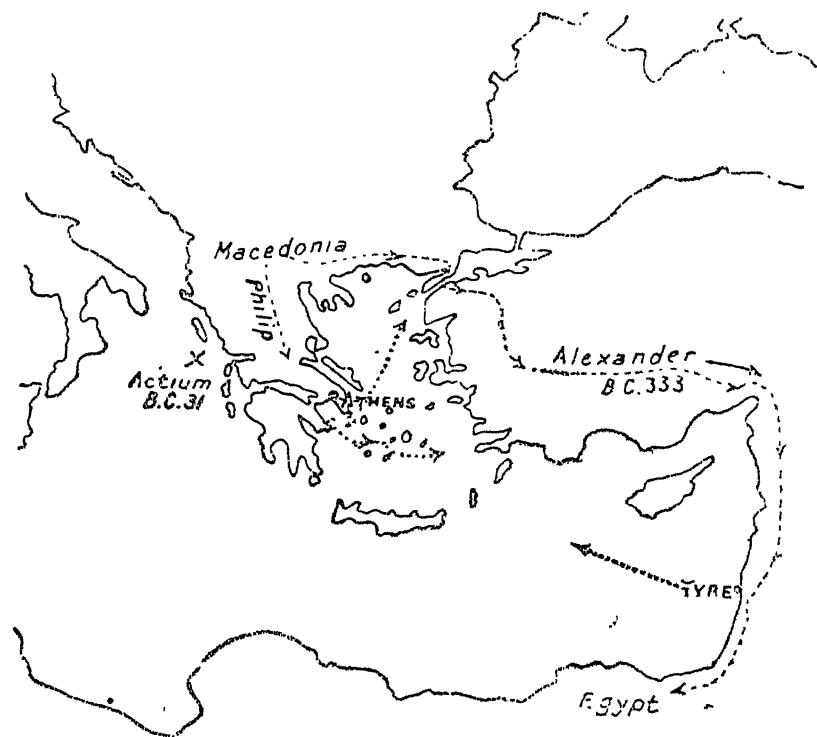 Macedonia
Philip
Alexander
B.C.333
Actium
B.C.31
ATHENS
TYRE
Egypt